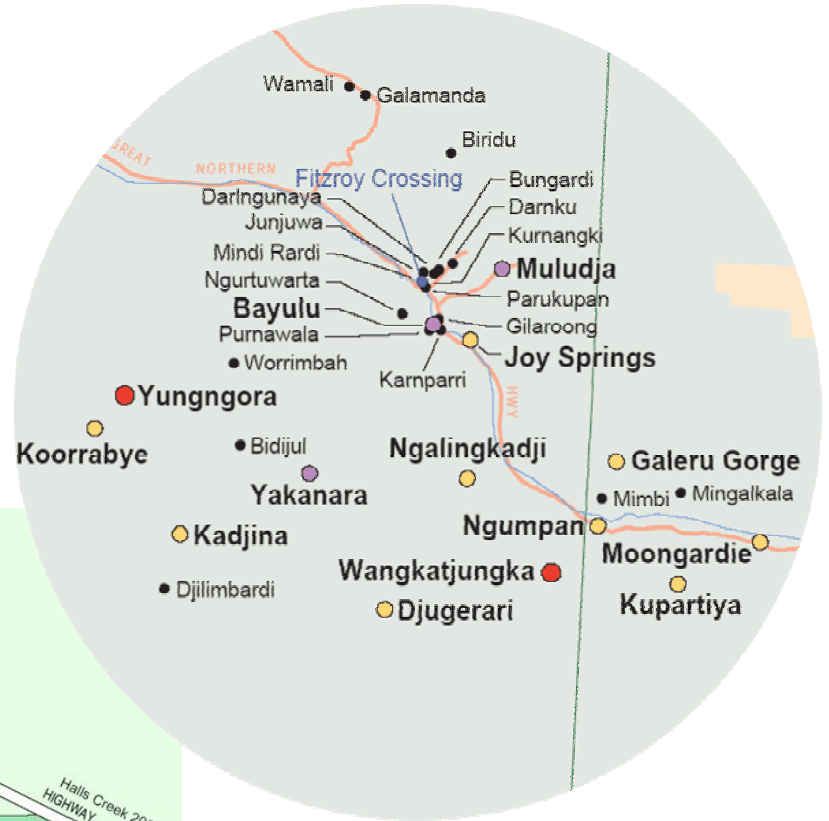 Wamali
Galamanda
Biridu
GREAT
NORTHERN
Fitzroy Crossing
Bungardi
Darlngunaya
Darnku
Junjuwa
Kurnangki
Mindi Rardi
Muludja
Ngurtuwarta
Parukupan
Bayulu
Gilaroong
Purnawala
Joy Springs
Worrimbah
Karnparri
Yungngora
HWY
Koorrabye
Bidijul
Ngalingkadji
Galeru Gorge
Yakanara
Mimbi
Mingalkala
Kadjina
Ngumpan
Moongardie
Wangkatjungka
Djilimbardi
Djugerari
Kupartiya
Halls Creek
HIGHWAY